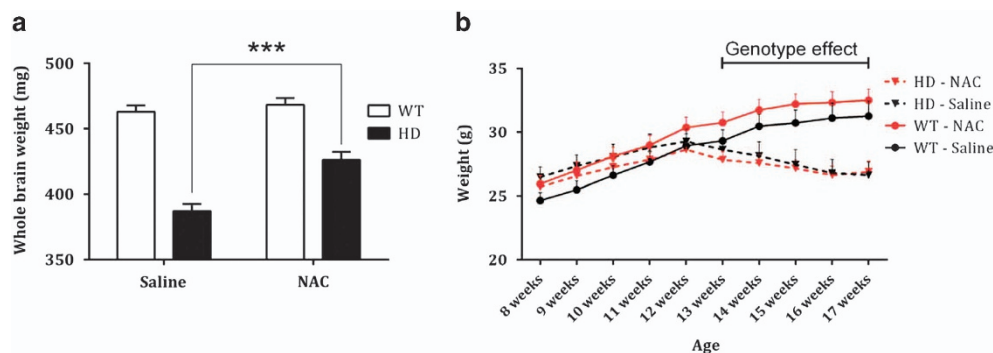 a
***
Whole brain weight (mg)
500
450
400
350
Saline
NAC
WT
HD
b
Genotype effect
Weight (g)
35
30
25
20
8 weeks
9 weeks
10 weeks
11 weeks
12 weeks
13 weeks
14 weeks
15 weeks
16 weeks
17 weeks
Age
HD - NAC
HD - Saline
WT - NAC
WT - Saline